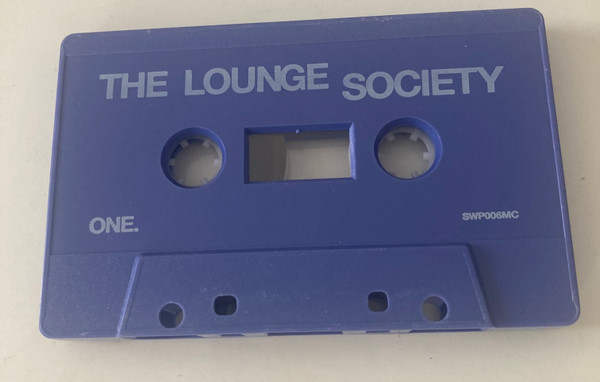 THE LOUNGE SOCIETY
ONE.
SWP006MC